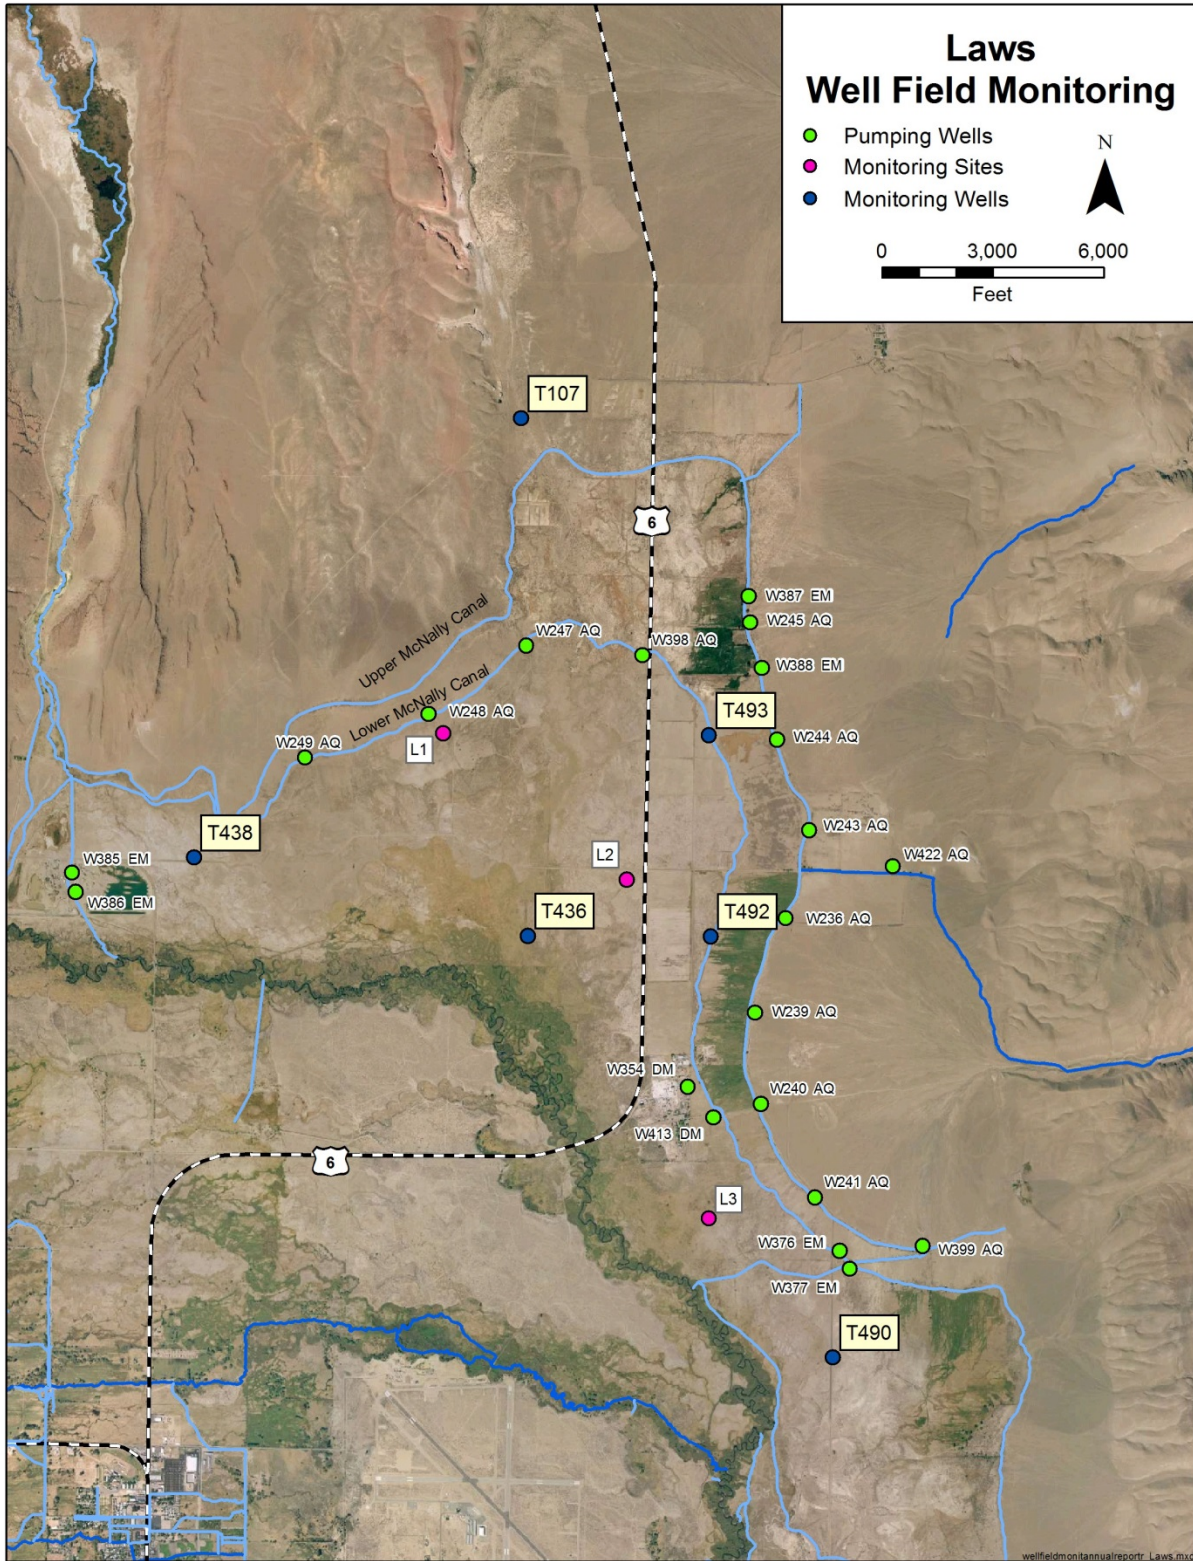 Laws
Well Field Monitoring
Pumping Wells
Monitoring Sites
Monitoring Wells
N
0 3,000 6,000
Feet
T107
6
W387 EM
W245 AQ
Upper McNally Canal
W247 AQ
W398 AQ
W388 EM
Lower McNally Canal
W248 AQ
T493
W249 AQ
L1
W244 AQ
T438
W243 AQ
W385 EM
L2
W422 AQ
W386 EM
T436
T492
W236 AQ
W239 AQ
W354 DM
W240 AQ
W413 DM
6
W241 AQ
L3
W376 EM
W399 AQ
W377 EM
T490
wellfieldmonitannualreportr_Laws.mxd